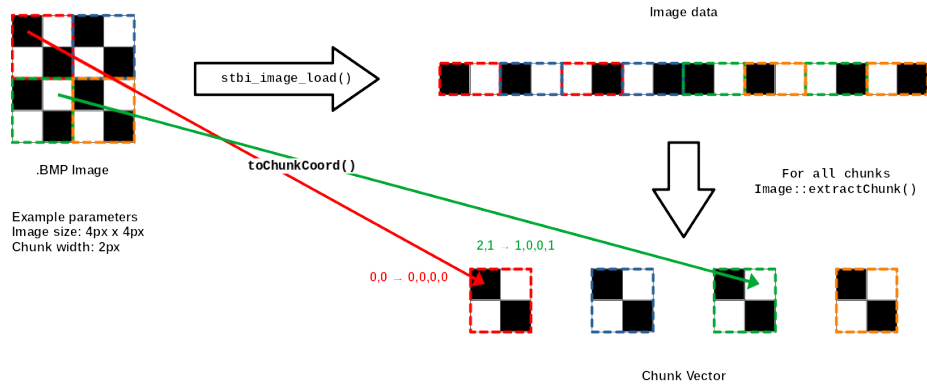 Image data
stbi_image_load()
toChunkCoord()
.BMP Image
For all chunks
Image::extractChunk()
Example parameters
Image size: 4px x 4px
Chunk width: 2px
2,1 → 1,0,0,1
0,0 → 0,0,0,0
Chunk Vector